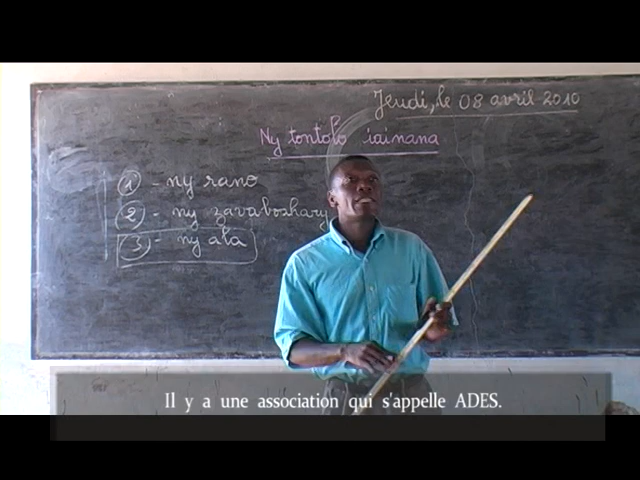 Jeudi, le 08 avril 2010
Ny tontolo iainana
1 - ny rano
2 - ny zavaboahary
3 - ny ala
Il y a une association qui s'appelle ADES.